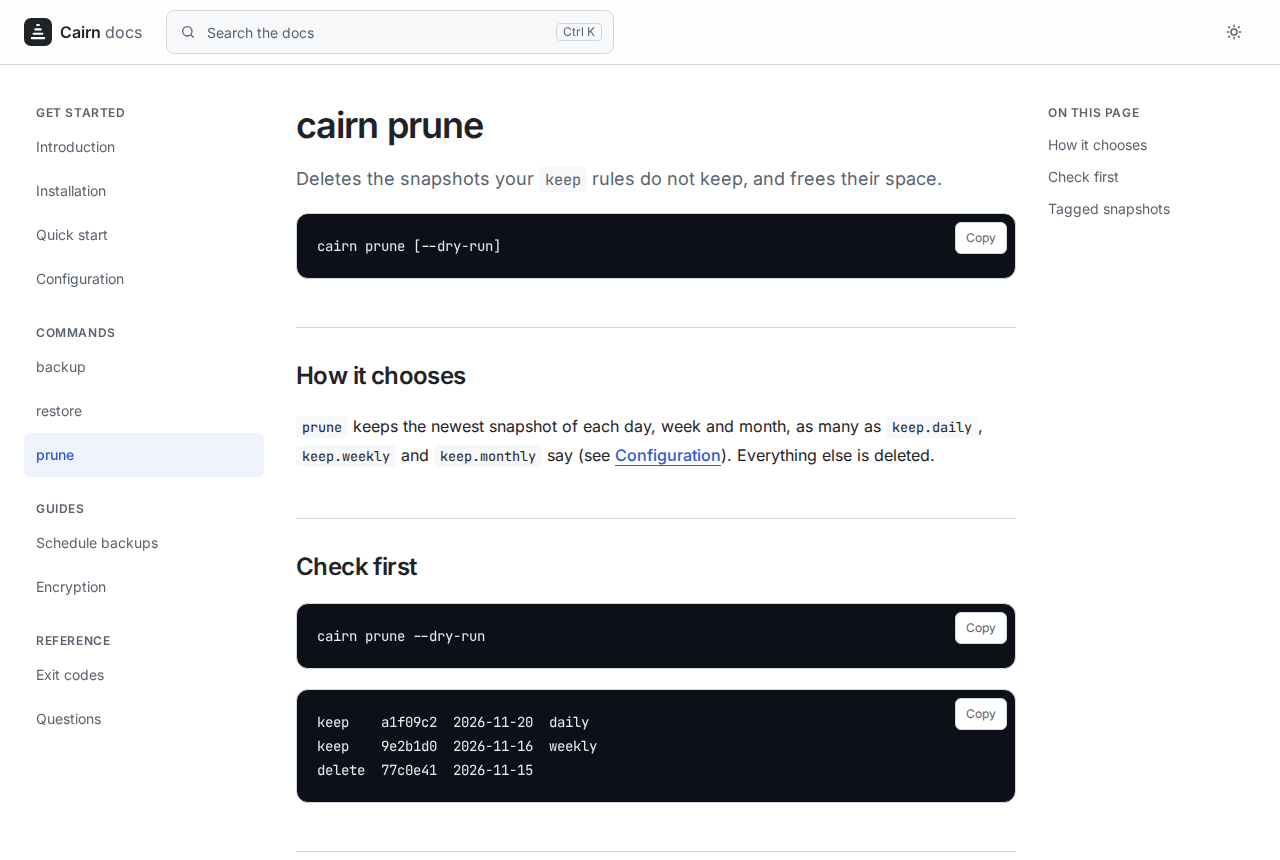 Cairn docs
Search the docs
Ctrl K
GET STARTED
Introduction
Installation
Quick start
Configuration
COMMANDS
backup
restore
prune
GUIDES
Schedule backups
Encryption
REFERENCE
Exit codes
Questions
cairn prune
Deletes the snapshots your keep rules do not keep, and frees their space.
cairn prune [--dry-run]
Copy
How it chooses
prune keeps the newest snapshot of each day, week and month, as many as keep.daily,
keep.weekly and keep.monthly say (see Configuration). Everything else is deleted.
Check first
cairn prune --dry-run
Copy
keep    a1f09c2  2026-11-20  daily
keep    9e2b1d0  2026-11-16  weekly
delete  77c0e41  2026-11-15
Copy
ON THIS PAGE
How it chooses
Check first
Tagged snapshots